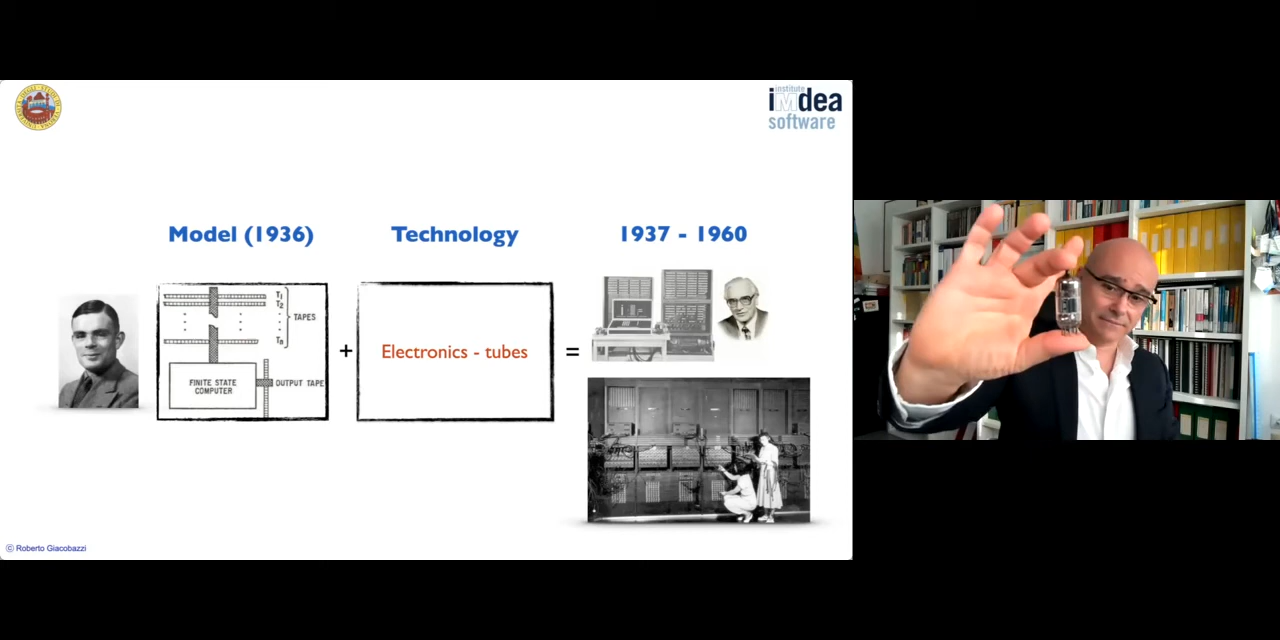 institute
iMdea
software
Model (1936)
Technology
1937 - 1960
T1
T2
TAPES
Tn
FINITE STATE
COMPUTER
OUTPUT TAPE
+
Electronics - tubes
=
© Roberto Giacobazzi